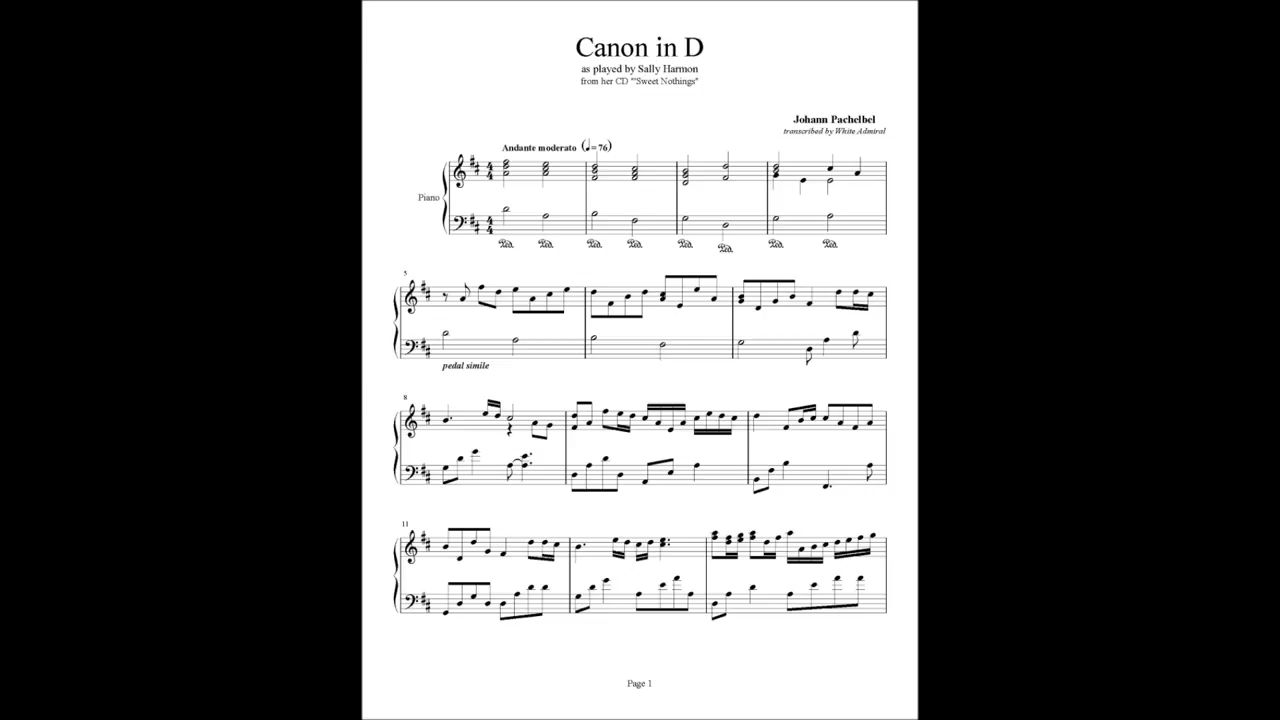 Canon in D
as played by Sally Harmon
from her CD "'Sweet Nothings"
Johann Pachelbel
transcribed by White Admiral
Andante moderato (♩=76)
Piano
5
pedal simile
8
11
Page 1